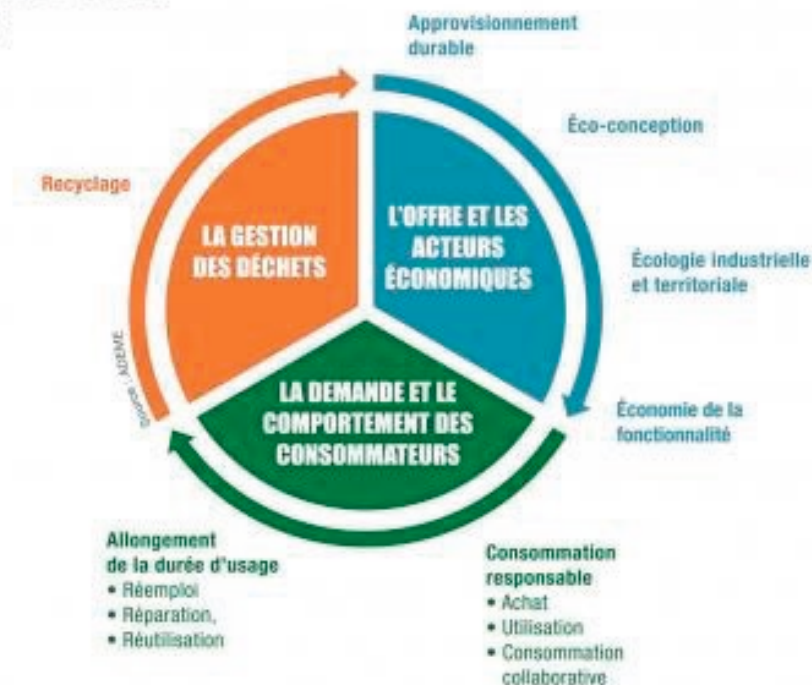 Approvisionnement
durable
Éco-conception
Écologie industrielle
et territoriale
Économie de la
fonctionnalité
Recyclage
LA GESTION
DES DÉCHETS
L'OFFRE ET LES
ACTEURS
ÉCONOMIQUES
LA DEMANDE ET LE
COMPORTEMENT DES
CONSOMMATEURS
Source : ADEME
Allongement
de la durée d'usage
• Réemploi
• Réparation,
• Réutilisation
Consommation
responsable
• Achat
• Utilisation
• Consommation
collaborative